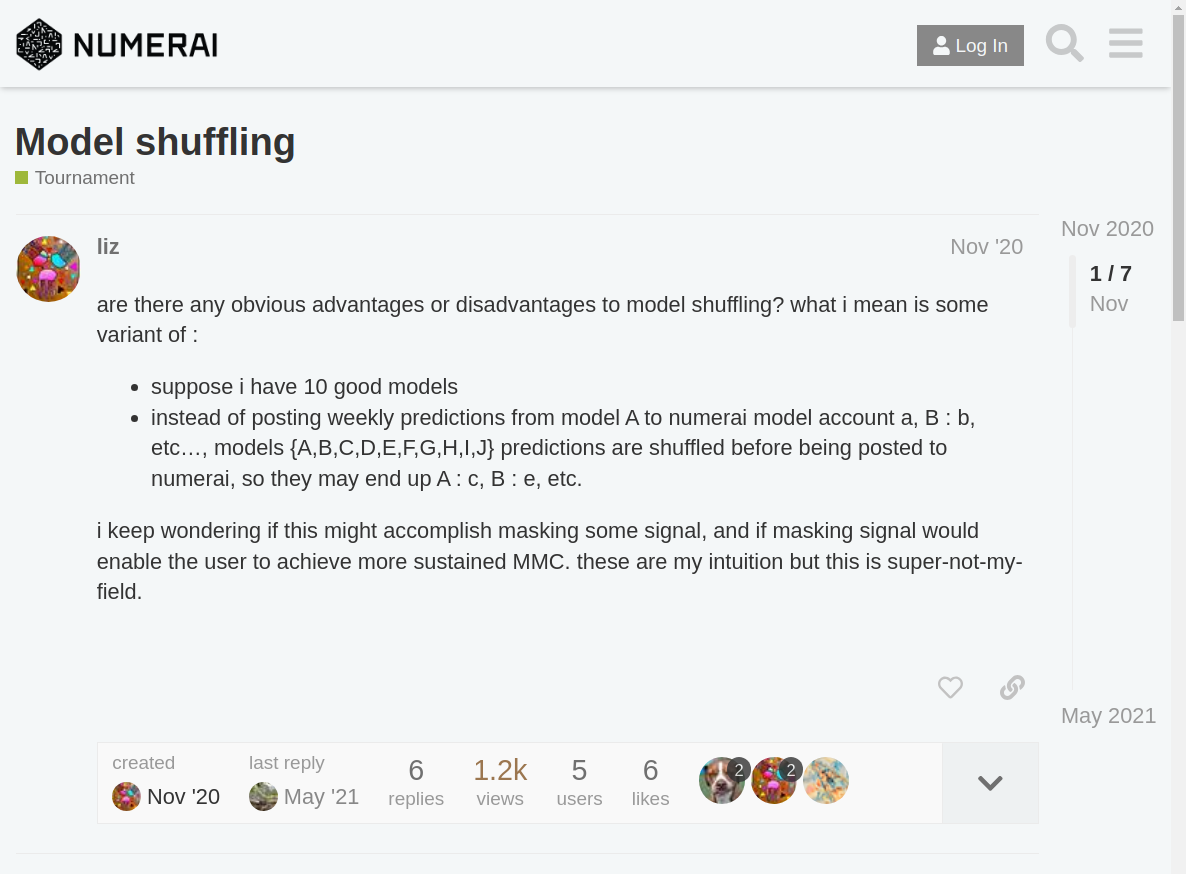 NUMERAI
Log In
Model shuffling
Tournament
liz
Nov '20
Nov 2020
1 / 7
Nov
are there any obvious advantages or disadvantages to model shuffling? what i mean is some
variant of :
suppose i have 10 good models
instead of posting weekly predictions from model A to numerai model account a, B : b,
etc…, models {A,B,C,D,E,F,G,H,I,J} predictions are shuffled before being posted to
numerai, so they may end up A : c, B : e, etc.
i keep wondering if this might accomplish masking some signal, and if masking signal would
enable the user to achieve more sustained MMC. these are my intuition but this is super-not-my-
field.
May 2021
created
Nov '20
last reply
May '21
6
replies
1.2k
views
5
users
6
likes
2
2